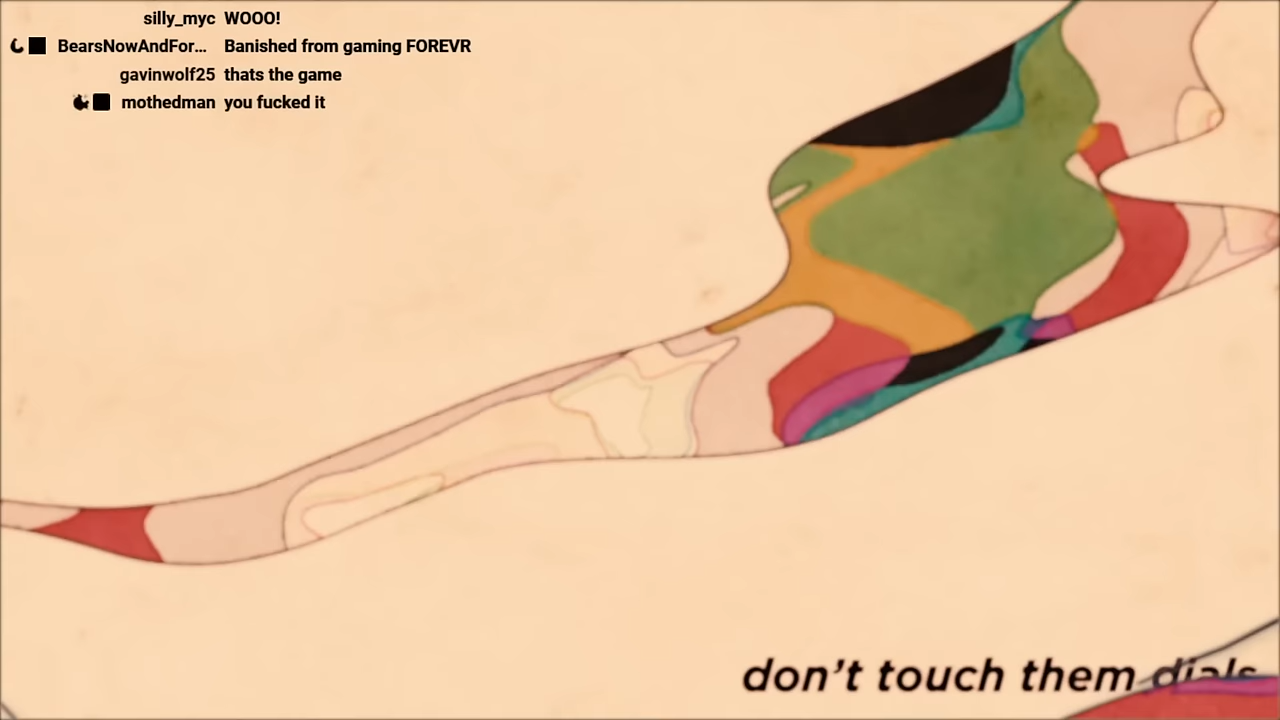 silly_myc WOOO!
BearsNowAndFor... Banished from gaming FOREVR
gavinwolf25 thats the game
mothedman you fucked it
don't touch them dials